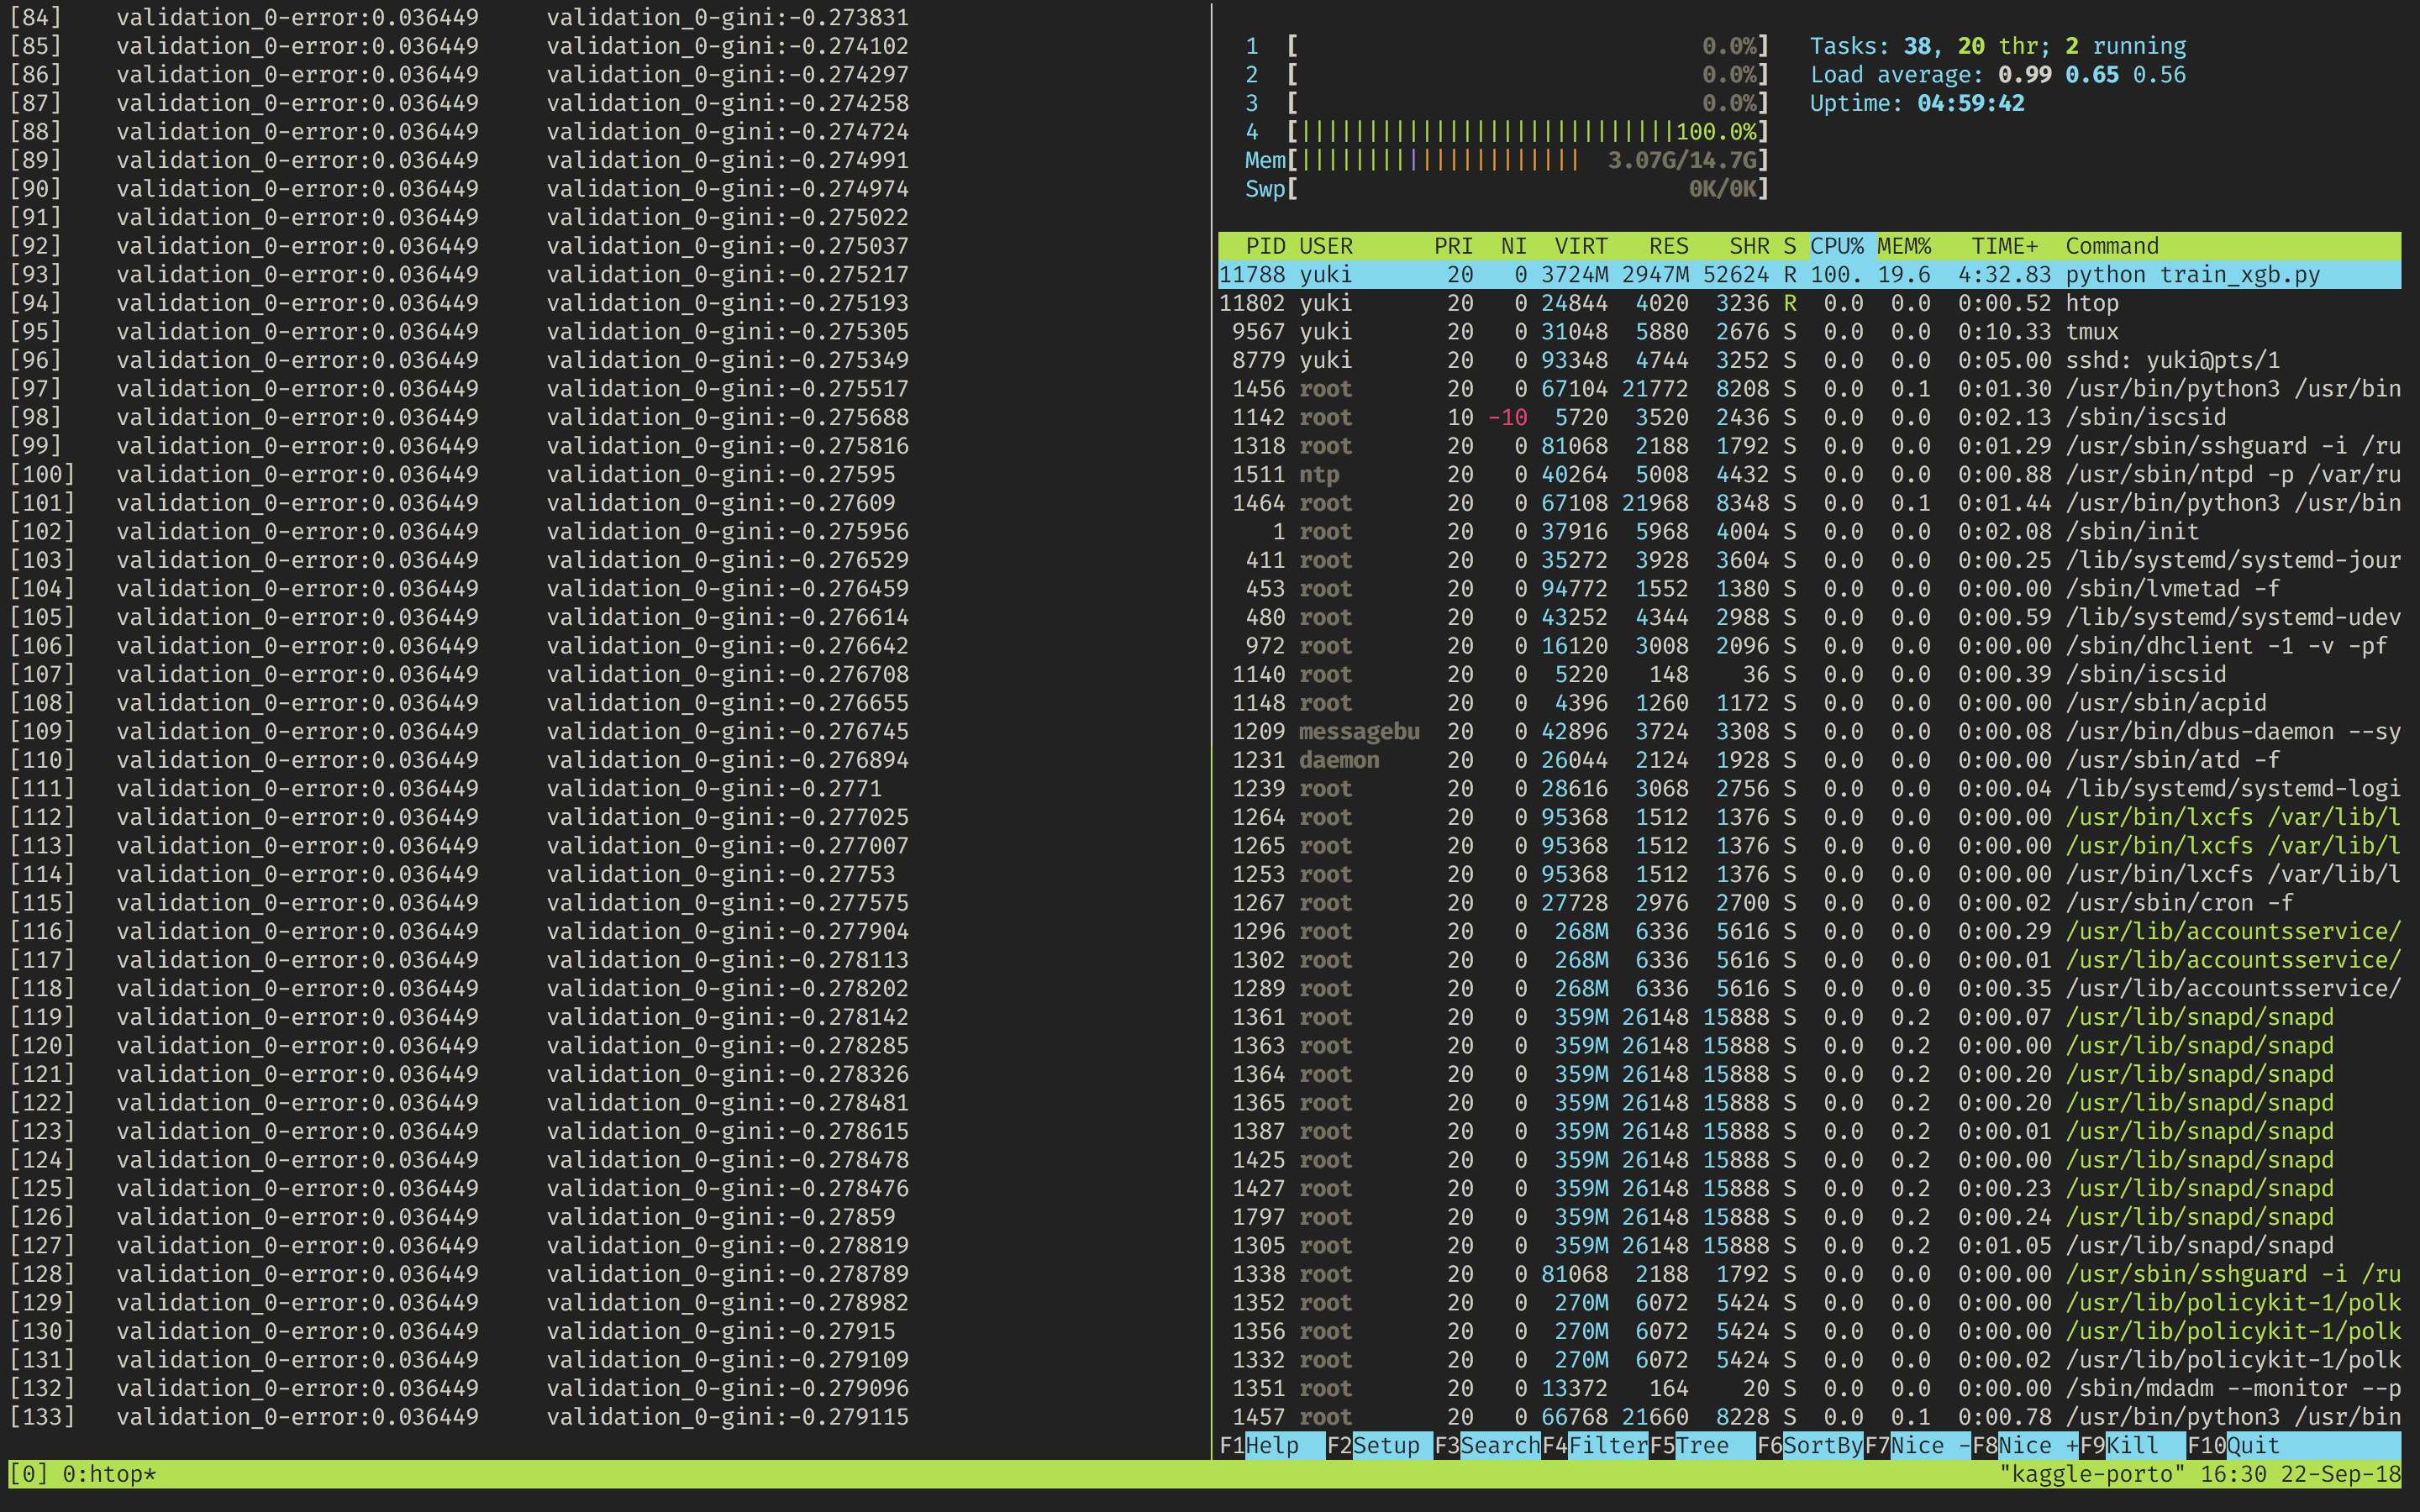 [84]    validation_0-error:0.036449     validation_0-gini:-0.273831
[85]    validation_0-error:0.036449     validation_0-gini:-0.274102
[86]    validation_0-error:0.036449     validation_0-gini:-0.274297
[87]    validation_0-error:0.036449     validation_0-gini:-0.274258
[88]    validation_0-error:0.036449     validation_0-gini:-0.274724
[89]    validation_0-error:0.036449     validation_0-gini:-0.274991
[90]    validation_0-error:0.036449     validation_0-gini:-0.274974
[91]    validation_0-error:0.036449     validation_0-gini:-0.275022
[92]    validation_0-error:0.036449     validation_0-gini:-0.275037
[93]    validation_0-error:0.036449     validation_0-gini:-0.275217
[94]    validation_0-error:0.036449     validation_0-gini:-0.275193
[95]    validation_0-error:0.036449     validation_0-gini:-0.275305
[96]    validation_0-error:0.036449     validation_0-gini:-0.275349
[97]    validation_0-error:0.036449     validation_0-gini:-0.275517
[98]    validation_0-error:0.036449     validation_0-gini:-0.275688
[99]    validation_0-error:0.036449     validation_0-gini:-0.275816
[100]   validation_0-error:0.036449     validation_0-gini:-0.27595
[101]   validation_0-error:0.036449     validation_0-gini:-0.27609
[102]   validation_0-error:0.036449     validation_0-gini:-0.275956
[103]   validation_0-error:0.036449     validation_0-gini:-0.276529
[104]   validation_0-error:0.036449     validation_0-gini:-0.276459
[105]   validation_0-error:0.036449     validation_0-gini:-0.276614
[106]   validation_0-error:0.036449     validation_0-gini:-0.276642
[107]   validation_0-error:0.036449     validation_0-gini:-0.276708
[108]   validation_0-error:0.036449     validation_0-gini:-0.276655
[109]   validation_0-error:0.036449     validation_0-gini:-0.276745
[110]   validation_0-error:0.036449     validation_0-gini:-0.276894
[111]   validation_0-error:0.036449     validation_0-gini:-0.2771
[112]   validation_0-error:0.036449     validation_0-gini:-0.277025
[113]   validation_0-error:0.036449     validation_0-gini:-0.277007
[114]   validation_0-error:0.036449     validation_0-gini:-0.27753
[115]   validation_0-error:0.036449     validation_0-gini:-0.277575
[116]   validation_0-error:0.036449     validation_0-gini:-0.277904
[117]   validation_0-error:0.036449     validation_0-gini:-0.278113
[118]   validation_0-error:0.036449     validation_0-gini:-0.278202
[119]   validation_0-error:0.036449     validation_0-gini:-0.278142
[120]   validation_0-error:0.036449     validation_0-gini:-0.278285
[121]   validation_0-error:0.036449     validation_0-gini:-0.278326
[122]   validation_0-error:0.036449     validation_0-gini:-0.278481
[123]   validation_0-error:0.036449     validation_0-gini:-0.278615
[124]   validation_0-error:0.036449     validation_0-gini:-0.278478
[125]   validation_0-error:0.036449     validation_0-gini:-0.278476
[126]   validation_0-error:0.036449     validation_0-gini:-0.27859
[127]   validation_0-error:0.036449     validation_0-gini:-0.278819
[128]   validation_0-error:0.036449     validation_0-gini:-0.278789
[129]   validation_0-error:0.036449     validation_0-gini:-0.278982
[130]   validation_0-error:0.036449     validation_0-gini:-0.27915
[131]   validation_0-error:0.036449     validation_0-gini:-0.279109
[132]   validation_0-error:0.036449     validation_0-gini:-0.279096
[133]   validation_0-error:0.036449     validation_0-gini:-0.279115
1 [ 0.0%] Tasks: 38, 20 thr; 2 running
2 [ 0.0%] Load average: 0.99 0.65 0.56
3 [ 0.0%] Uptime: 04:59:42
4 [||||||||||||||||||||||||||||100.0%]
Mem[||||||||||||||||||||| 3.07G/14.7G]
Swp[ 0K/0K]
PID USER PRI NI VIRT RES SHR S CPU% MEM% TIME+ Command
11788 yuki 20 0 3724M 2947M 52624 R 100. 19.6 4:32.83 python train_xgb.py
11802 yuki 20 0 24844 4020 3236 R 0.0 0.0 0:00.52 htop
9567 yuki 20 0 31048 5880 2676 S 0.0 0.0 0:10.33 tmux
8779 yuki 20 0 93348 4744 3252 S 0.0 0.0 0:05.00 sshd: yuki@pts/1
1456 root 20 0 67104 21772 8208 S 0.0 0.1 0:01.30 /usr/bin/python3 /usr/bin
1142 root 10 -10 5720 3520 2436 S 0.0 0.0 0:02.13 /sbin/iscsid
1318 root 20 0 81068 2188 1792 S 0.0 0.0 0:01.29 /usr/sbin/sshguard -i /ru
1511 ntp 20 0 40264 5008 4432 S 0.0 0.0 0:00.88 /usr/sbin/ntpd -p /var/ru
1464 root 20 0 67108 21968 8348 S 0.0 0.1 0:01.44 /usr/bin/python3 /usr/bin
1 root 20 0 37916 5968 4004 S 0.0 0.0 0:02.08 /sbin/init
411 root 20 0 35272 3928 3604 S 0.0 0.0 0:00.25 /lib/systemd/systemd-jour
453 root 20 0 94772 1552 1380 S 0.0 0.0 0:00.00 /sbin/lvmetad -f
480 root 20 0 43252 4344 2988 S 0.0 0.0 0:00.59 /lib/systemd/systemd-udev
972 root 20 0 16120 3008 2096 S 0.0 0.0 0:00.00 /sbin/dhclient -1 -v -pf
1140 root 20 0 5220 148 36 S 0.0 0.0 0:00.39 /sbin/iscsid
1148 root 20 0 4396 1260 1172 S 0.0 0.0 0:00.00 /usr/sbin/acpid
1209 messagebu 20 0 42896 3724 3308 S 0.0 0.0 0:00.08 /usr/bin/dbus-daemon --sy
1231 daemon 20 0 26044 2124 1928 S 0.0 0.0 0:00.00 /usr/sbin/atd -f
1239 root 20 0 28616 3068 2756 S 0.0 0.0 0:00.04 /lib/systemd/systemd-logi
1264 root 20 0 95368 1512 1376 S 0.0 0.0 0:00.00 /usr/bin/lxcfs /var/lib/l
1265 root 20 0 95368 1512 1376 S 0.0 0.0 0:00.00 /usr/bin/lxcfs /var/lib/l
1253 root 20 0 95368 1512 1376 S 0.0 0.0 0:00.00 /usr/bin/lxcfs /var/lib/l
1267 root 20 0 27728 2976 2700 S 0.0 0.0 0:00.02 /usr/sbin/cron -f
1296 root 20 0 268M 6336 5616 S 0.0 0.0 0:00.29 /usr/lib/accountsservice/
1302 root 20 0 268M 6336 5616 S 0.0 0.0 0:00.01 /usr/lib/accountsservice/
1289 root 20 0 268M 6336 5616 S 0.0 0.0 0:00.35 /usr/lib/accountsservice/
1361 root 20 0 359M 26148 15888 S 0.0 0.2 0:00.07 /usr/lib/snapd/snapd
1363 root 20 0 359M 26148 15888 S 0.0 0.2 0:00.00 /usr/lib/snapd/snapd
1364 root 20 0 359M 26148 15888 S 0.0 0.2 0:00.20 /usr/lib/snapd/snapd
1365 root 20 0 359M 26148 15888 S 0.0 0.2 0:00.20 /usr/lib/snapd/snapd
1387 root 20 0 359M 26148 15888 S 0.0 0.2 0:00.01 /usr/lib/snapd/snapd
1425 root 20 0 359M 26148 15888 S 0.0 0.2 0:00.00 /usr/lib/snapd/snapd
1427 root 20 0 359M 26148 15888 S 0.0 0.2 0:00.23 /usr/lib/snapd/snapd
1797 root 20 0 359M 26148 15888 S 0.0 0.2 0:00.24 /usr/lib/snapd/snapd
1305 root 20 0 359M 26148 15888 S 0.0 0.2 0:01.05 /usr/lib/snapd/snapd
1338 root 20 0 81068 2188 1792 S 0.0 0.0 0:00.00 /usr/sbin/sshguard -i /ru
1352 root 20 0 270M 6072 5424 S 0.0 0.0 0:00.00 /usr/lib/policykit-1/polk
1356 root 20 0 270M 6072 5424 S 0.0 0.0 0:00.00 /usr/lib/policykit-1/polk
1332 root 20 0 270M 6072 5424 S 0.0 0.0 0:00.02 /usr/lib/policykit-1/polk
1351 root 20 0 13372 164 20 S 0.0 0.0 0:00.00 /sbin/mdadm --monitor --p
1457 root 20 0 66768 21660 8228 S 0.0 0.1 0:00.78 /usr/bin/python3 /usr/bin
F1Help F2Setup F3SearchF4FilterF5Tree F6SortByF7Nice -F8Nice +F9Kill F10Quit
[0] 0:htop* "kaggle-porto" 16:30 22-Sep-18